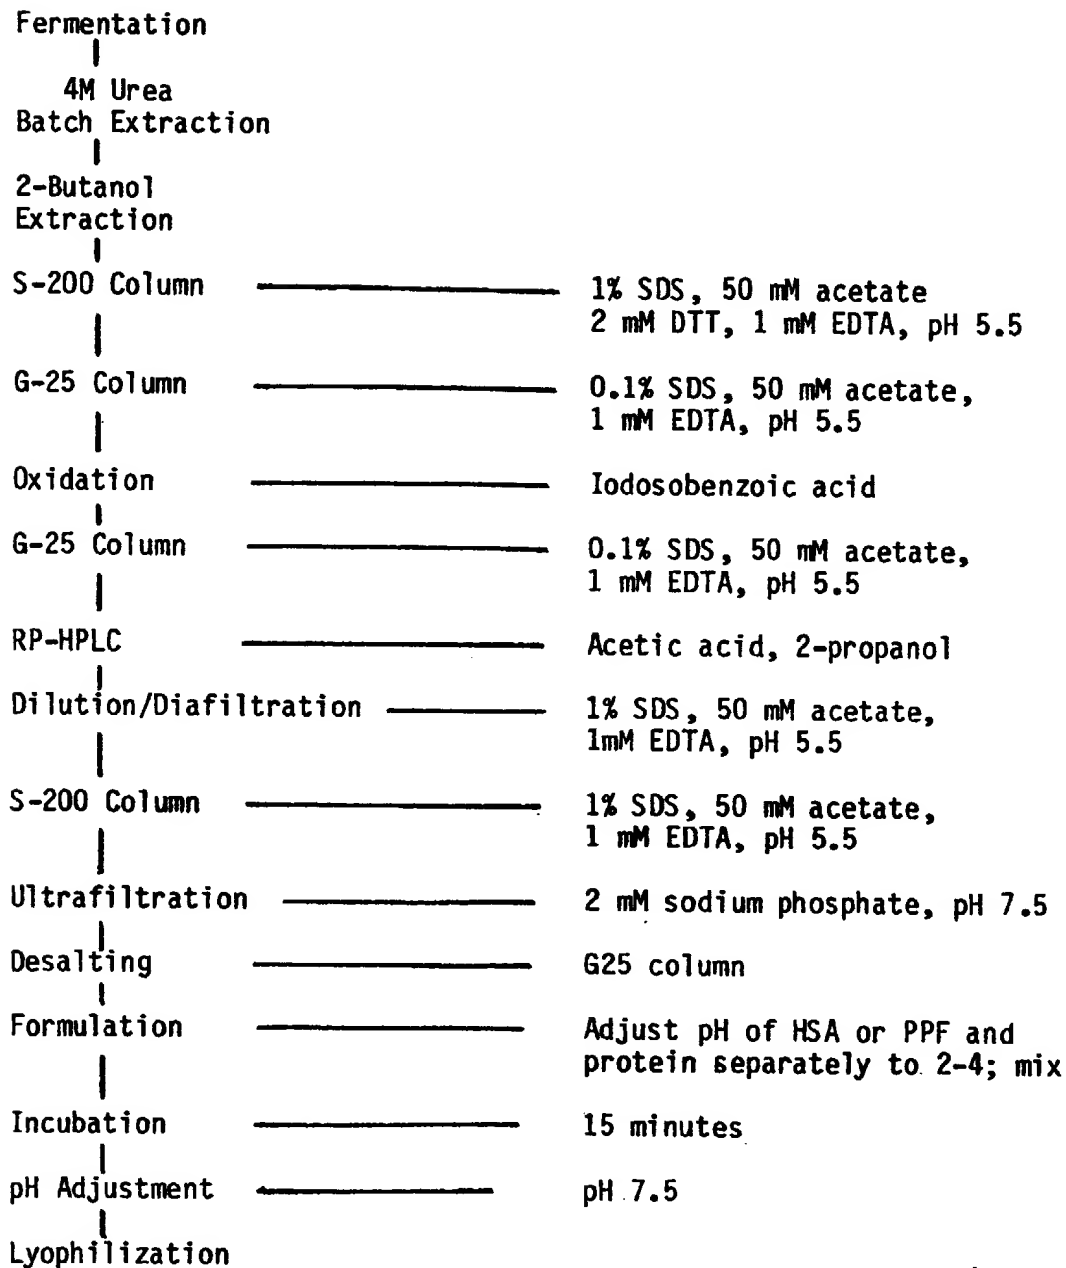 Fermentation
4M Urea
Batch Extraction
2-Butanol
Extraction
S-200 Column
1% SDS, 50 mM acetate
2 mM DTT, 1 mM EDTA, pH 5.5
G-25 Column
0.1% SDS, 50 mM acetate,
1 mM EDTA, pH 5.5
Oxidation
Iodosobenzoic acid
G-25 Column
0.1% SDS, 50 mM acetate,
1 mM EDTA, pH 5.5
RP-HPLC
Acetic acid, 2-propanol
Dilution/Diafiltration
1% SDS, 50 mM acetate,
1mM EDTA, pH 5.5
S-200 Column
1% SDS, 50 mM acetate,
1 mM EDTA, pH 5.5
Ultrafiltration
2 mM sodium phosphate, pH 7.5
Desalting
G25 column
Formulation
Adjust pH of HSA or PPF and
protein separately to 2-4; mix
Incubation
15 minutes
pH Adjustment
pH 7.5
Lyophilization